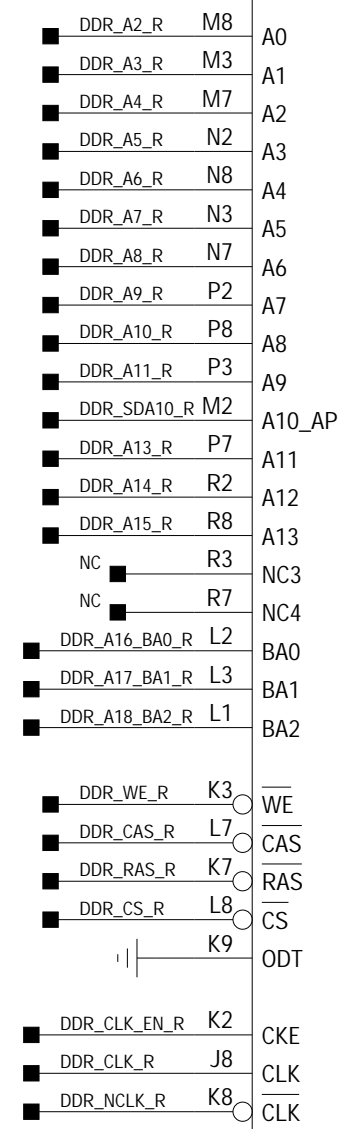 DDR_A2_R M8 A0
DDR_A3_R M3 A1
DDR_A4_R M7 A2
DDR_A5_R N2 A3
DDR_A6_R N8 A4
DDR_A7_R N3 A5
DDR_A8_R N7 A6
DDR_A9_R P2 A7
DDR_A10_R P8 A8
DDR_A11_R P3 A9
DDR_SDA10_R M2 A10_AP
DDR_A13_R P7 A11
DDR_A14_R R2 A12
DDR_A15_R R8 A13
NC R3 NC3
NC R7 NC4
DDR_A16_BA0_R L2 BA0
DDR_A17_BA1_R L3 BA1
DDR_A18_BA2_R L1 BA2
DDR_WE_R K3 WE
DDR_CAS_R L7 CAS
DDR_RAS_R K7 RAS
DDR_CS_R L8 CS
K9 ODT
DDR_CLK_EN_R K2 CKE
DDR_CLK_R J8 CLK
DDR_NCLK_R K8 CLK